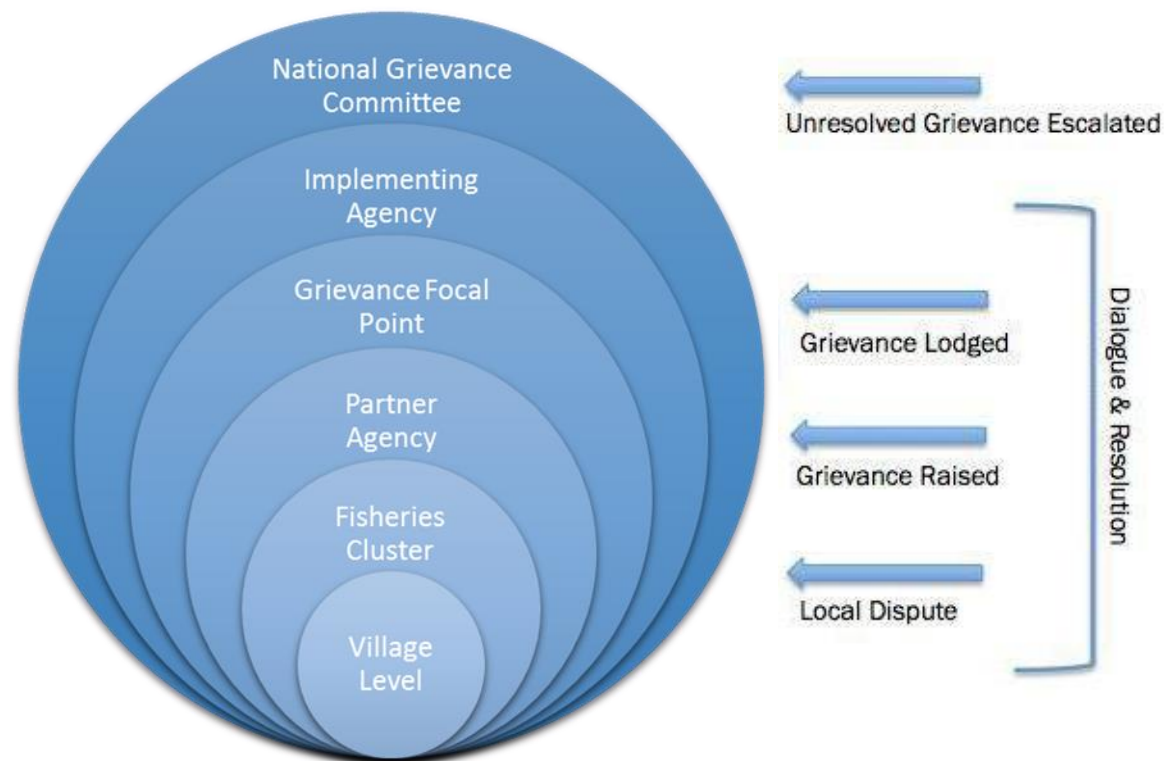 National Grievance
Committee
Unresolved Grievance Escalated
Implementing
Agency
Grievance Focal
Point
Grievance Lodged
Partner
Agency
Grievance Raised
Fisheries
Cluster
Local Dispute
Village
Level
Dialogue & Resolution